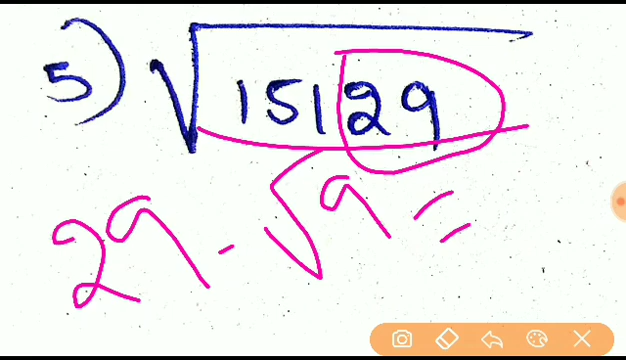 5) √15129
29 - √9 =